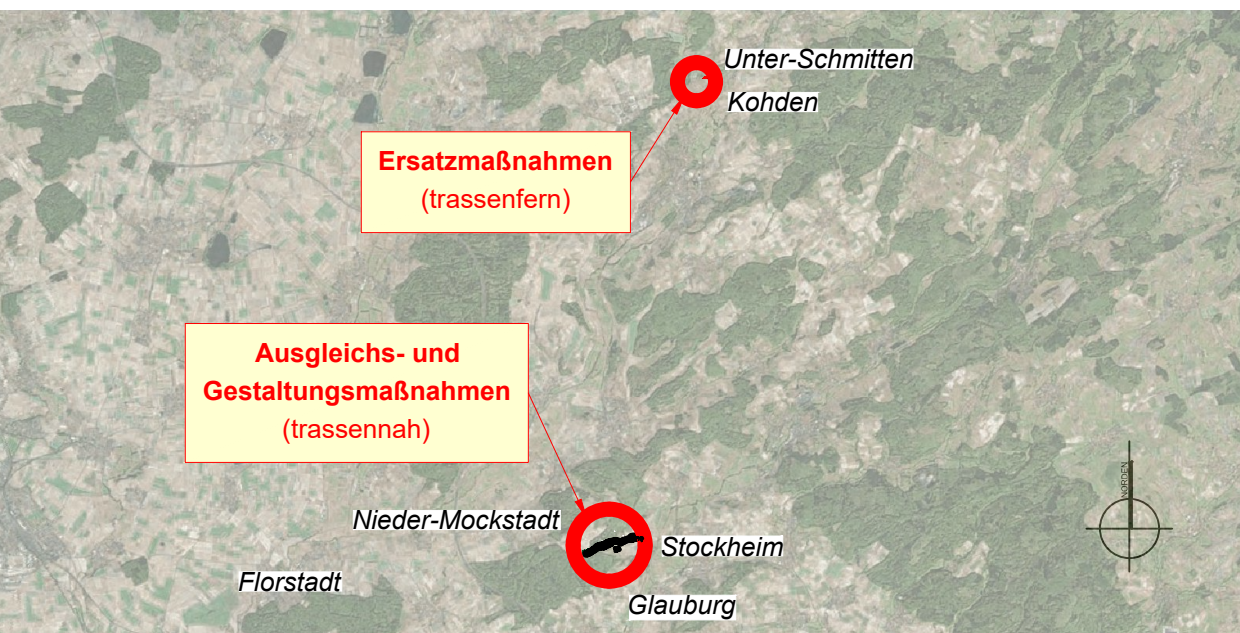 Unter-Schmitten
Kohden
Ersatzmaßnahmen
(trassenfern)
Ausgleichs- und
Gestaltungsmaßnahmen
(trassennah)
NORDEN
Nieder-Mockstadt
Stockheim
Florstadt
Glauburg